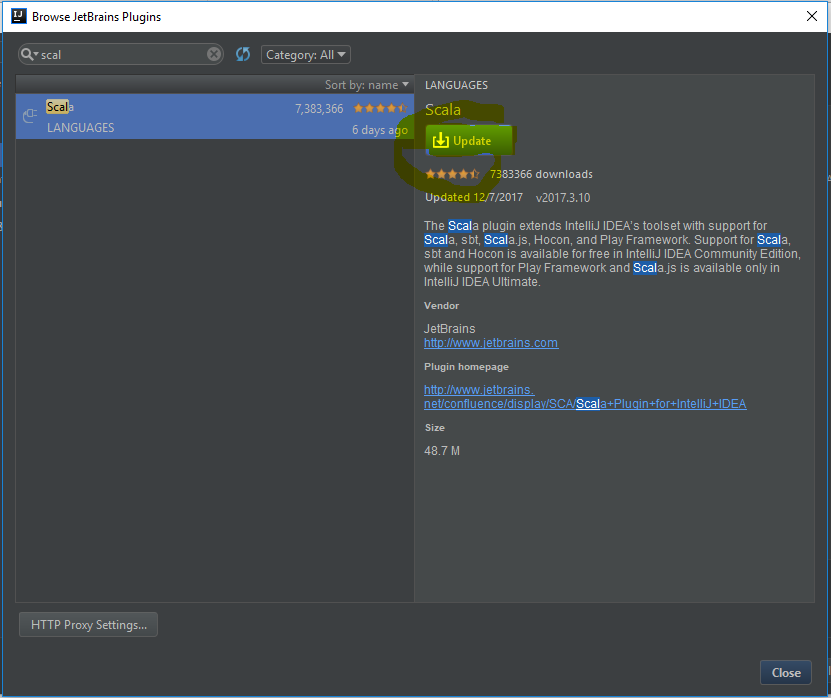 Browse JetBrains Plugins
scal
Category: All
Sort by: name
Scala
7,383,366
LANGUAGES
6 days ago
LANGUAGES
Scala
Update
7383366 downloads
Updated 12/7/2017 v2017.3.10
The Scala plugin extends IntelliJ IDEA's toolset with support for
Scala, sbt, Scala.js, Hocon, and Play Framework. Support for Scala,
sbt and Hocon is available for free in IntelliJ IDEA Community Edition,
while support for Play Framework and Scala.js is available only in
IntelliJ IDEA Ultimate.
Vendor
JetBrains
http://www.jetbrains.com
Plugin homepage
http://www.jetbrains.
net/confluence/display/SCA/Scala+Plugin+for+IntelliJ+IDEA
Size
48.7 M
HTTP Proxy Settings...
Close